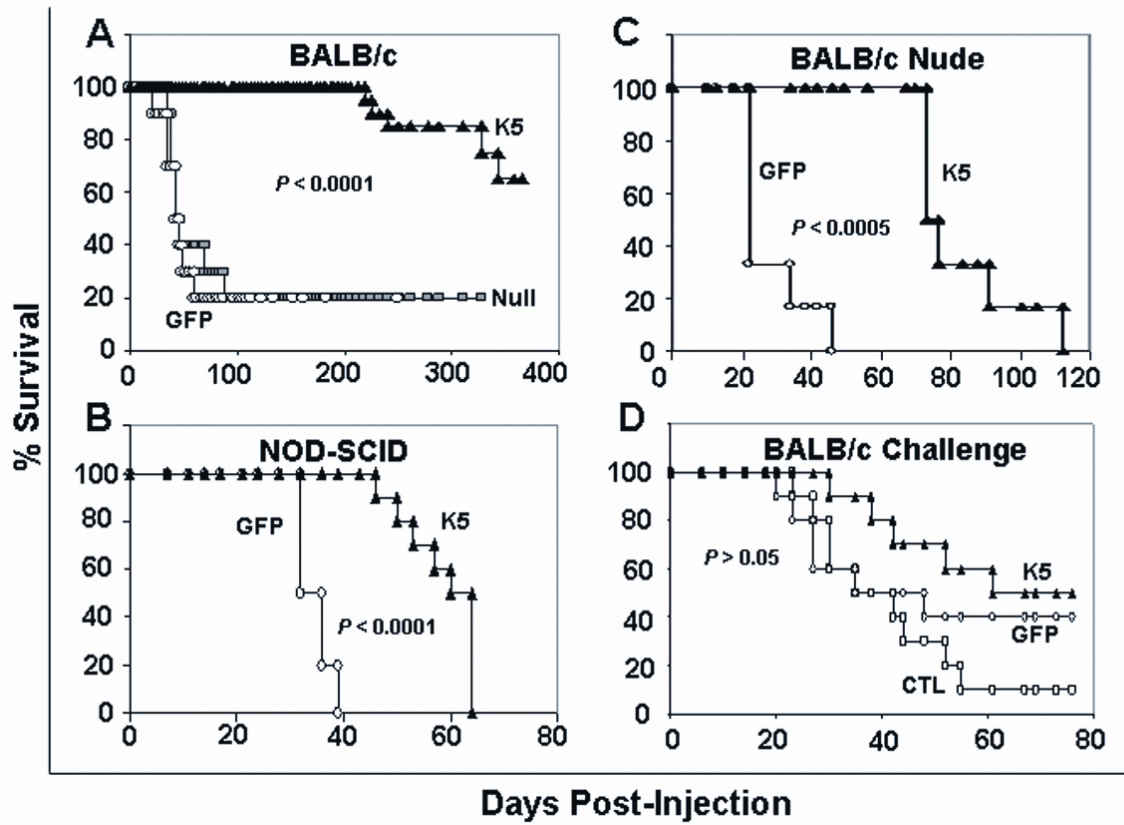 % Survival
A
BALB/c
100
80
60
40
20
0
K5
P < 0.0001
Null
GFP
0 100 200 300 400
B
NOD-SCID
100
80
60
40
20
0
GFP
K5
P < 0.0001
0 20 40 60 80
C
BALB/c Nude
100
80
60
40
20
0
GFP
K5
P < 0.0005
0 20 40 60 80 100 120
D
BALB/c Challenge
100
80
60
40
20
0
P > 0.05
K5
GFP
CTL
0 20 40 60 80
Days Post-Injection